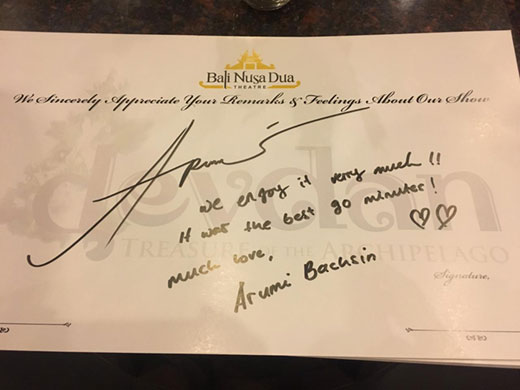 Bali Nusa Dua
THEATRE
We Sincerely Appreciate Your Remarks & Feelings About Our Show
Arumi
devdan
TREASURE OF THE ARCHIPELAGO
we enjoy it very much !!
It was the best 90 minutes !
much love,
Arumi Bachsin
Signature,